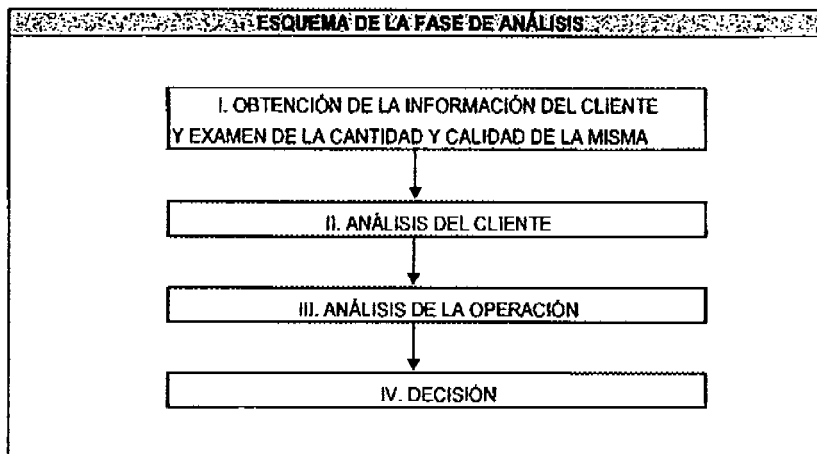 ESQUEMA DE LA FASE DE ANÁLISIS
I. OBTENCIÓN DE LA INFORMACIÓN DEL CLIENTE
Y EXAMEN DE LA CANTIDAD Y CALIDAD DE LA MISMA
II. ANÁLISIS DEL CLIENTE
III. ANÁLISIS DE LA OPERACIÓN
IV. DECISIÓN